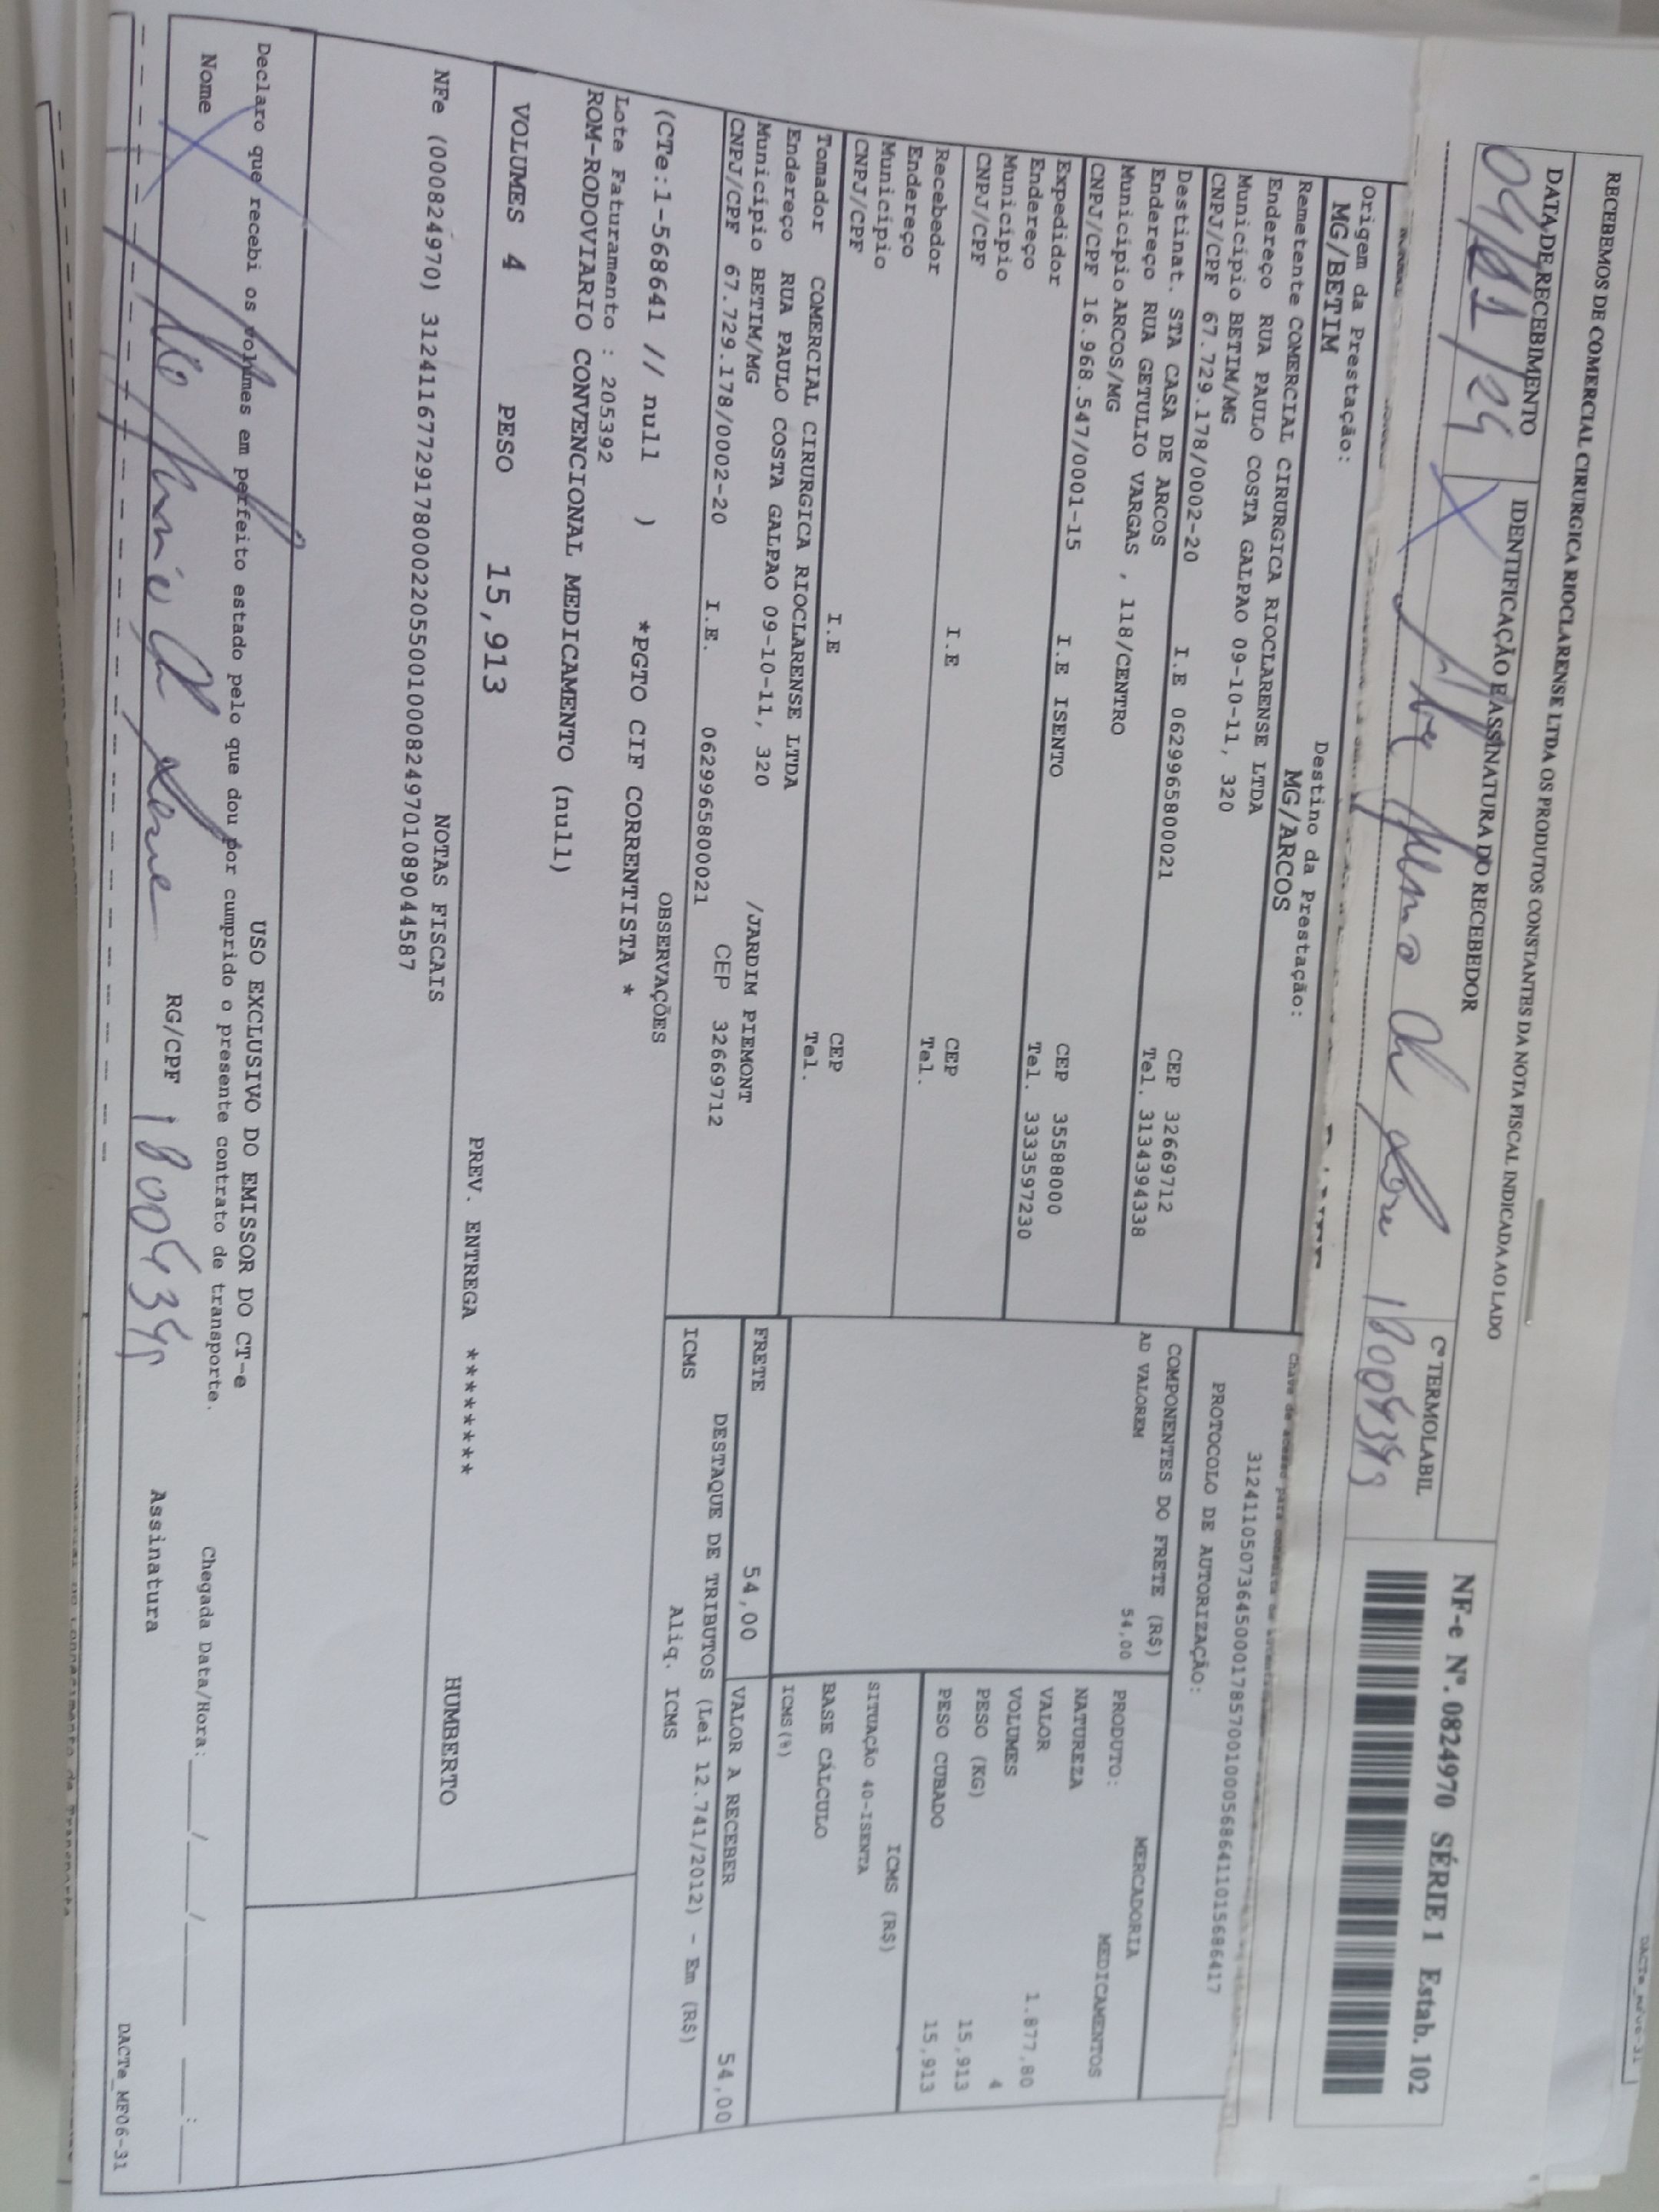 RECEBEMOS DE COMERCIAL CIRURGICA RIOCLARENSE LTDA OS PRODUTOS CONSTANTES DA NOTA FISCAL INDICADA AO LADO
DATA DE RECEBIMENTO IDENTIFICAÇÃO E ASSINATURA DO RECEBEDOR Cº TERMOLABIL
NF-e Nº. 0824970 SÉRIE 1 Estab. 102
Origem da Prestação: Destino da Prestação:
MG/BETIM MG/ARCOS
Remetente COMERCIAL CIRURGICA RIOCLARENSE LTDA
Endereço RUA PAULO COSTA GALPAO 09-10-11, 320
Município BETIM/MG CEP 32669712
CNPJ/CPF 67.729.178/0002-20 I.E 0629965800021 Tel. 3134394338
Destinat. STA CASA DE ARCOS
Endereço RUA GETULIO VARGAS , 118/CENTRO
Município ARCOS/MG CEP 35588000
CNPJ/CPF 16.968.547/0001-15 I.E ISENTO Tel. 3333597230
Expedidor
Endereço
Município CEP
CNPJ/CPF I.E Tel.
Recebedor
Endereço
Município CEP
CNPJ/CPF I.E Tel.
Tomador COMERCIAL CIRURGICA RIOCLARENSE LTDA
Endereço RUA PAULO COSTA GALPAO 09-10-11, 320 /JARDIM PIEMONT
Município BETIM/MG CEP 32669712
CNPJ/CPF 67.729.178/0002-20 I.E. 0629965800021
31241105073645000178570010005686411015686417
PROTOCOLO DE AUTORIZAÇÃO:
COMPONENTES DO FRETE (R$)
AD VALOREM 54,00
MERCADORIA
PRODUTO: MEDICAMENTOS
NATUREZA
VALOR 1.877,80
VOLUMES 4
PESO (KG) 15,913
PESO CUBADO 15,913
ICMS (R$)
SITUAÇÃO 40-ISENTA
BASE CÁLCULO
ICMS(%)
FRETE 54,00 VALOR A RECEBER 54,00
DESTAQUE DE TRIBUTOS (Lei 12.741/2012) - Em (R$)
ICMS Aliq. ICMS
OBSERVAÇÕES
(CTe:1-568641 // null ) *PGTO CIF CORRENTISTA *
Lote Faturamento : 205392
ROM-RODOVIARIO CONVENCIONAL MEDICAMENTO (null)
VOLUMES 4 PESO 15,913 PREV. ENTREGA ********
HUMBERTO
NOTAS FISCAIS
NFe (000824970) 31241167729178000220550010008249701089044587
USO EXCLUSIVO DO EMISSOR DO CT-e
Declaro que recebi os volumes em perfeito estado pelo que dou por cumprido o presente contrato de transporte.
Chegada Data/Hora:___/___/_____ ___:___
Nome RG/CPF Assinatura
DACTe_MF06-31